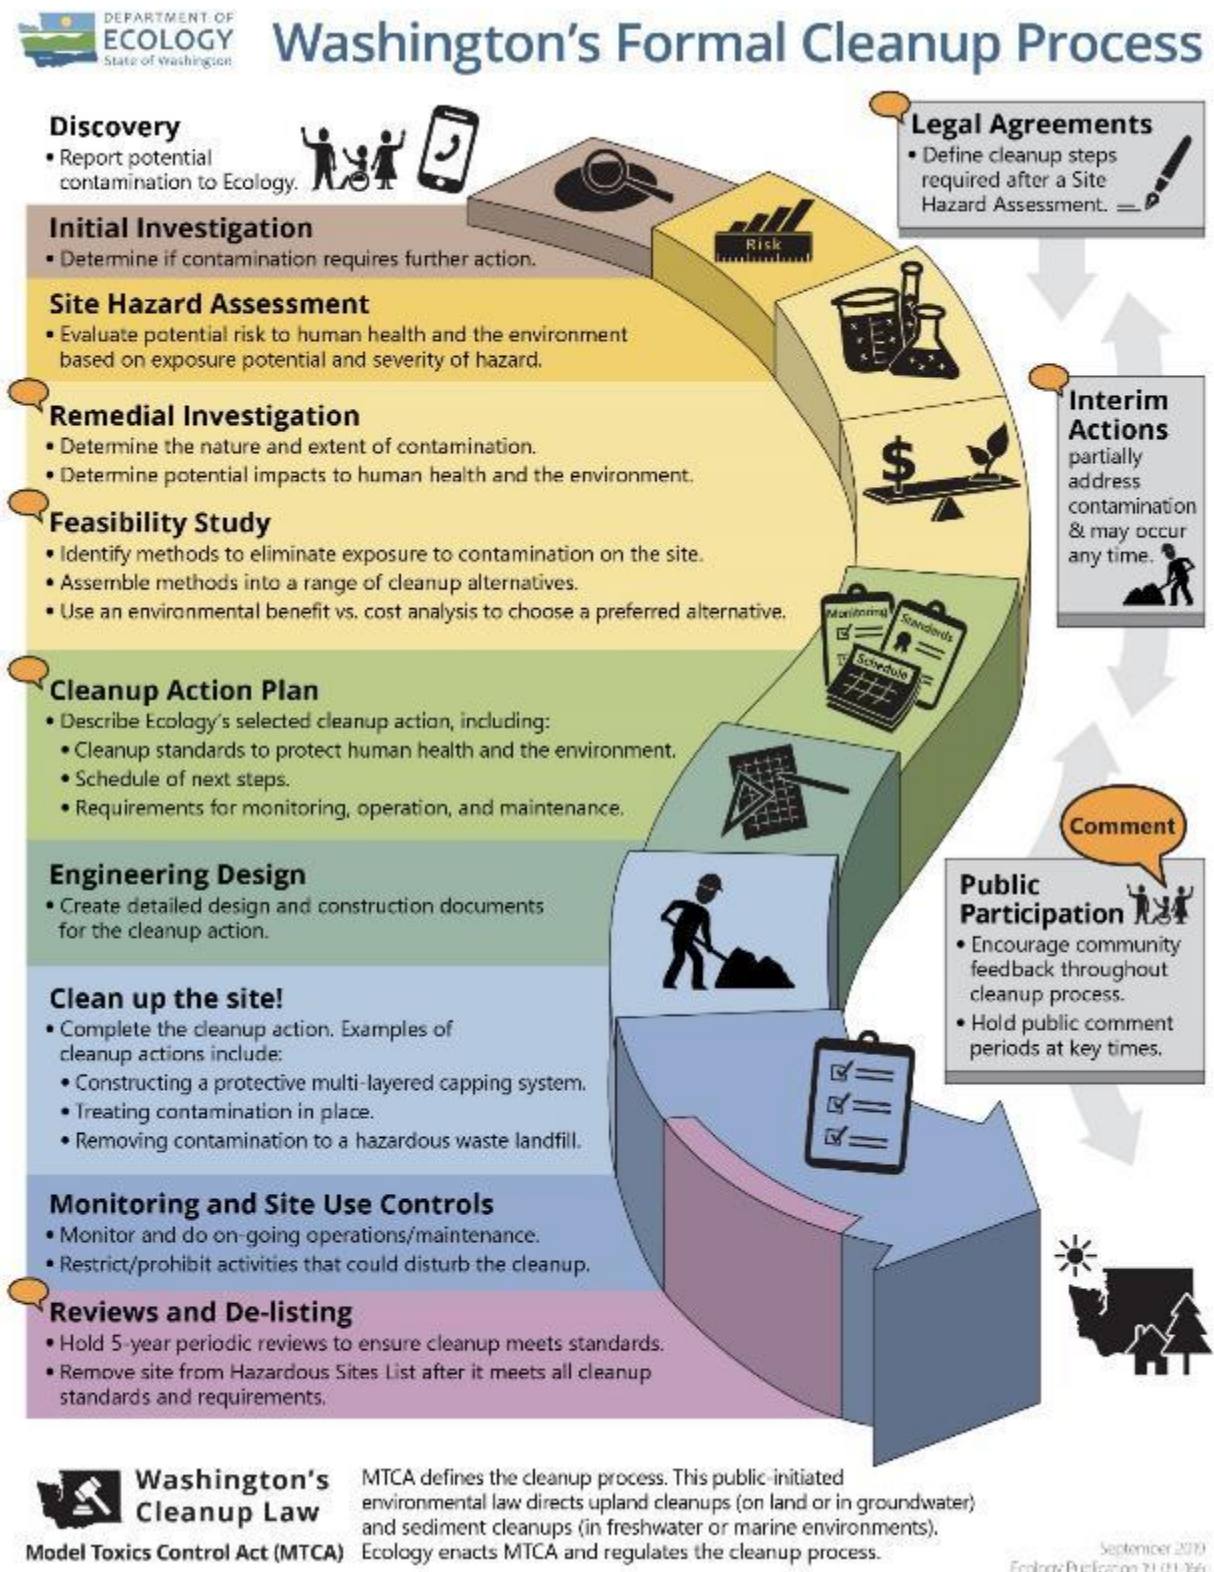 DEPARTMENT OF
ECOLOGY
State of Washington
Washington's Formal Cleanup Process
Discovery
• Report potential
contamination to Ecology.
Initial Investigation
• Determine if contamination requires further action.
Site Hazard Assessment
• Evaluate potential risk to human health and the environment
based on exposure potential and severity of hazard.
Remedial Investigation
• Determine the nature and extent of contamination.
• Determine potential impacts to human health and the environment.
Feasibility Study
• Identify methods to eliminate exposure to contamination on the site.
• Assemble methods into a range of cleanup alternatives.
• Use an environmental benefit vs. cost analysis to choose a preferred alternative.
Cleanup Action Plan
• Describe Ecology's selected cleanup action, including:
• Cleanup standards to protect human health and the environment.
• Schedule of next steps.
• Requirements for monitoring, operation, and maintenance.
Engineering Design
• Create detailed design and construction documents
for the cleanup action.
Clean up the site!
• Complete the cleanup action. Examples of
cleanup actions include:
• Constructing a protective multi-layered capping system.
• Treating contamination in place.
• Removing contamination to a hazardous waste landfill.
Monitoring and Site Use Controls
• Monitor and do on-going operations/maintenance.
• Restrict/prohibit activities that could disturb the cleanup.
Reviews and De-listing
• Hold 5-year periodic reviews to ensure cleanup meets standards.
• Remove site from Hazardous Sites List after it meets all cleanup
standards and requirements.
Risk
$
Monitoring
Standards
Schedule
Legal Agreements
• Define cleanup steps
required after a Site
Hazard Assessment.
Interim
Actions
partially
address
contamination
& may occur
any time.
Comment
Public
Participation
• Encourage community
feedback throughout
cleanup process.
• Hold public comment
periods at key times.
Washington's
Cleanup Law
Model Toxics Control Act (MTCA)
MTCA defines the cleanup process. This public-initiated
environmental law directs upland cleanups (on land or in groundwater)
and sediment cleanups (in freshwater or marine environments).
Ecology enacts MTCA and regulates the cleanup process.
September 2019
Ecology Publication